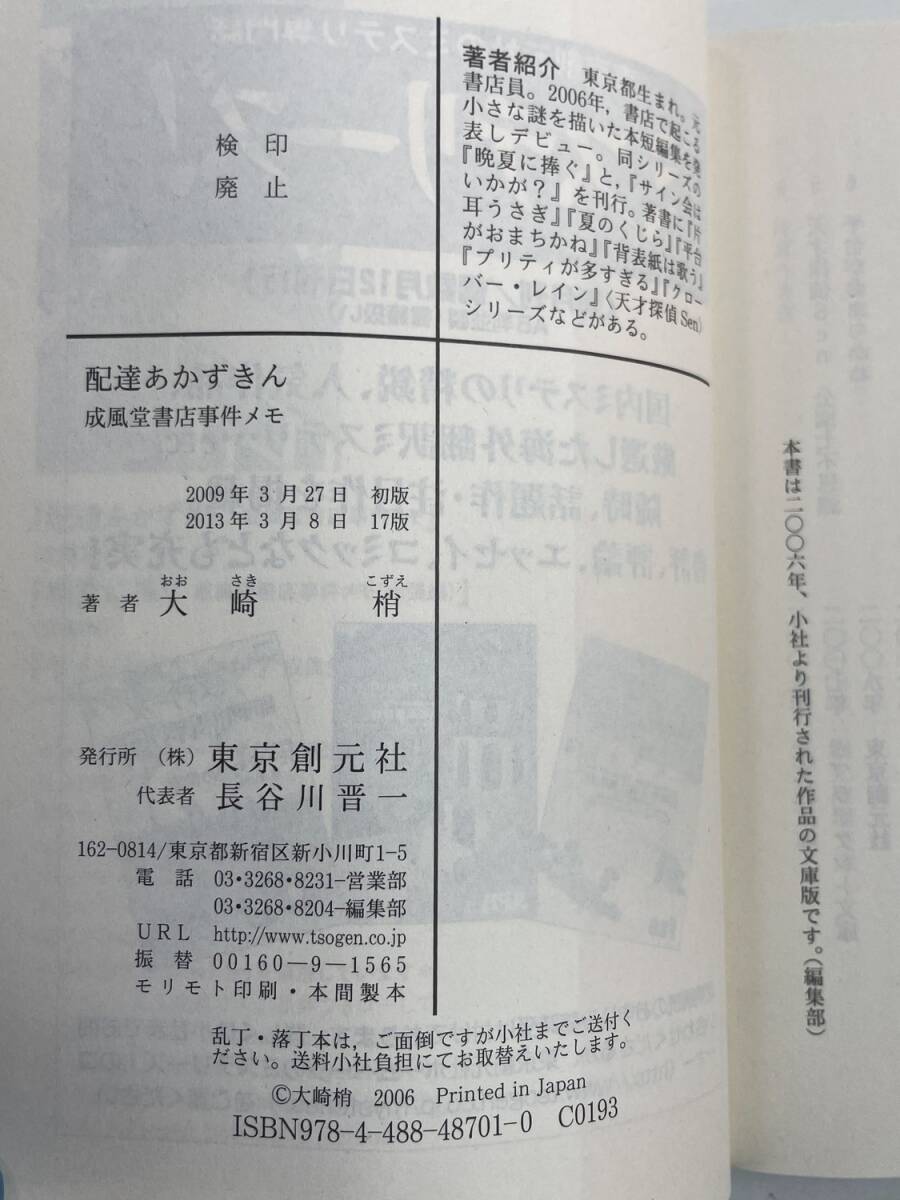 検印
廃止
著者紹介 東京都生まれ。元
書店員。2006年，書店で起こる
小さな謎を描いた本短編集を発
表しデビュー。同シリーズの
『晩夏に捧ぐ』と，『サイン会は
いかが？』を刊行。著書に『片
耳うさぎ』『夏のくじら』『平台
がおまちかね』『背表紙は歌う』
『プリティが多すぎる』『クロー
バー・レイン』〈天才探偵Sen〉
シリーズなどがある。
配達あかずきん
成風堂書店事件メモ
2009年 3月27日 初版
2013年 3月 8日 17版
おお さき こずえ
著者 大崎 梢
発行所 （株）東京創元社
代表者 長谷川晋一
162-0814/東京都新宿区新小川町1-5
電話 03・3268・8231-営業部
03・3268・8204-編集部
URL http://www.tsogen.co.jp
振替 00160—9—1565
モリモト印刷・本間製本
乱丁・落丁本は，ご面倒ですが小社までご送付く
ださい。送料小社負担にてお取替えいたします。
©大崎梢 2006 Printed in Japan
ISBN978-4-488-48701-0 C0193
本書は二〇〇六年、小社より刊行された作品の文庫版です。（編集部）